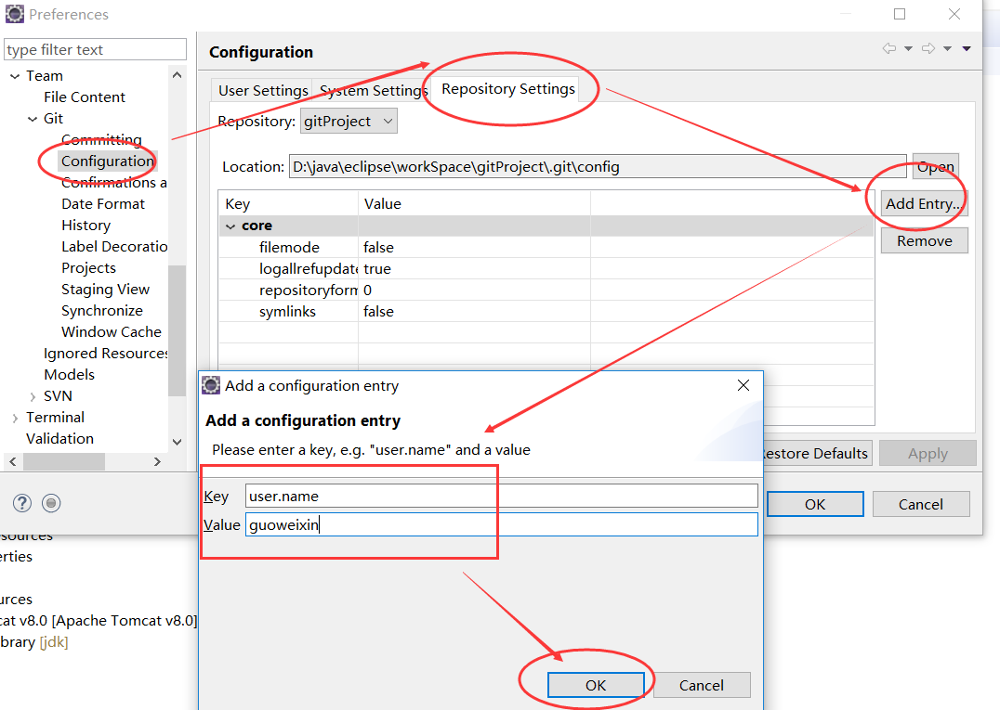 Preferences
type filter text
Team
File Content
Git
Committing
Configuration
Confirmations a
Date Format
History
Label Decoratio
Projects
Staging View
Synchronize
Window Cache
Ignored Resources
Models
SVN
Terminal
Validation
Configuration
User Settings System Settings Repository Settings
Repository: gitProject
Location: D:\java\eclipse\workSpace\gitProject\.git\config
Open
Key Value
Add Entry...
core
Remove
filemode false
logallrefupdate true
repositoryform 0
symlinks false
estore Defaults Apply
OK Cancel
Add a configuration entry
Add a configuration entry
Please enter a key, e.g. "user.name" and a value
Key user.name
Value guoweixin
OK Cancel
esources
erties
urces
cat v8.0 [Apache Tomcat v8.0]
brary [jdk]